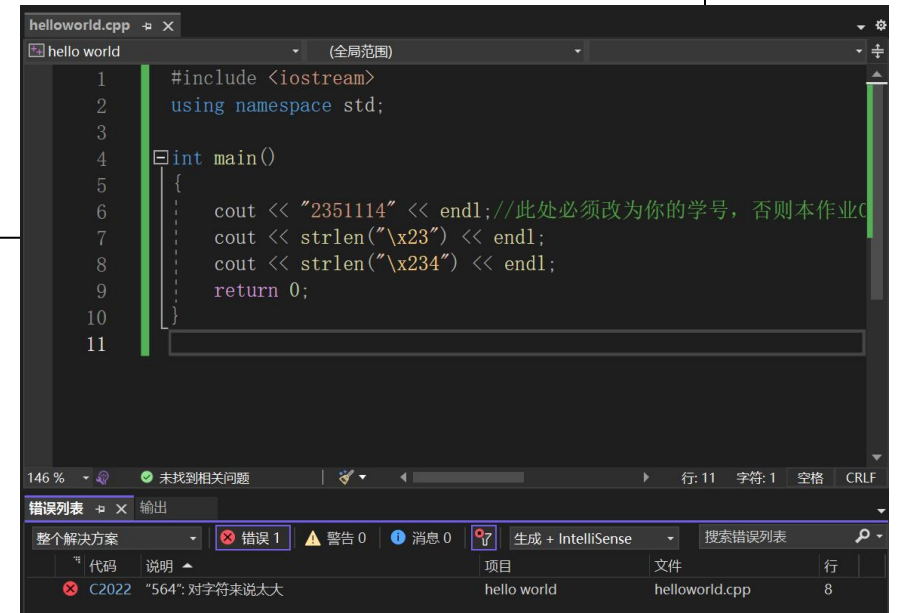 helloworld.cpp
hello world (全局范围)
1 #include <iostream>
2 using namespace std;
3
4 int main()
5 {
6 cout << "2351114" << endl;//此处必须改为你的学号，否则本作业0
7 cout << strlen("\x23") << endl;
8 cout << strlen("\x234") << endl;
9 return 0;
10 }
11
146 % 未找到相关问题 行: 11 字符: 1 空格 CRLF
错误列表 输出
整个解决方案 错误 1 警告 0 消息 0 生成 + IntelliSense 搜索错误列表
代码 说明 项目 文件 行
C2022 “564”: 对字符来说太大 hello world helloworld.cpp 8